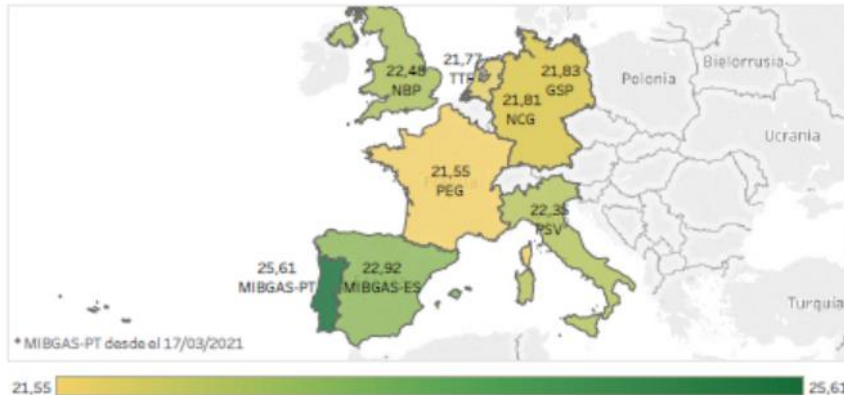 22,48
NBP
21,77
TTF
21,83
GSP
21,81
NCG
Polonia
Bielorrusia
Ucrania
21,55
PEG
22,35
PSV
25,61
MIBGAS-PT
22,92
MIBGAS-ES
Turquía
* MIBGAS-PT desde el 17/03/2021
21,55
25,61